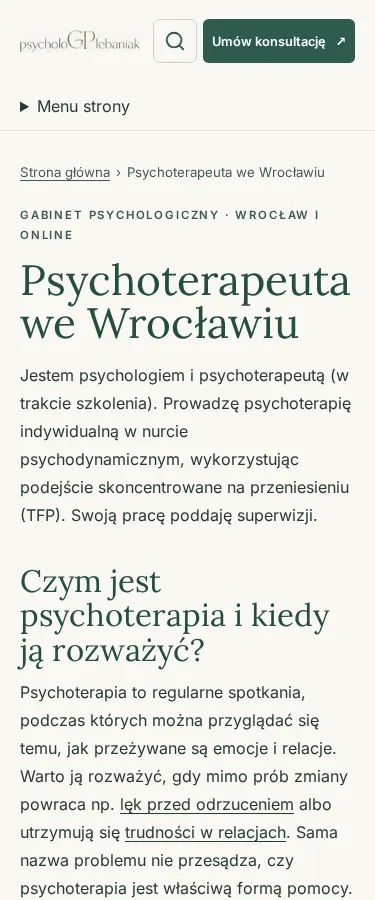 psycholoGPlebaniak
Umów konsultację ↗
▶ Menu strony
Strona główna › Psychoterapeuta we Wrocławiu
GABINET PSYCHOLOGICZNY · WROCŁAW I
ONLINE
Psychoterapeuta
we Wrocławiu
Jestem psychologiem i psychoterapeutą (w
trakcie szkolenia). Prowadzę psychoterapię
indywidualną w nurcie
psychodynamicznym, wykorzystując
podejście skoncentrowane na przeniesieniu
(TFP). Swoją pracę poddaję superwizji.
Czym jest
psychoterapia i kiedy
ją rozważyć?
Psychoterapia to regularne spotkania,
podczas których można przyglądać się
temu, jak przeżywane są emocje i relacje.
Warto ją rozważyć, gdy mimo prób zmiany
powraca np. lęk przed odrzuceniem albo
utrzymują się trudności w relacjach. Sama
nazwa problemu nie przesądza, czy
psychoterapia jest właściwą formą pomocy.